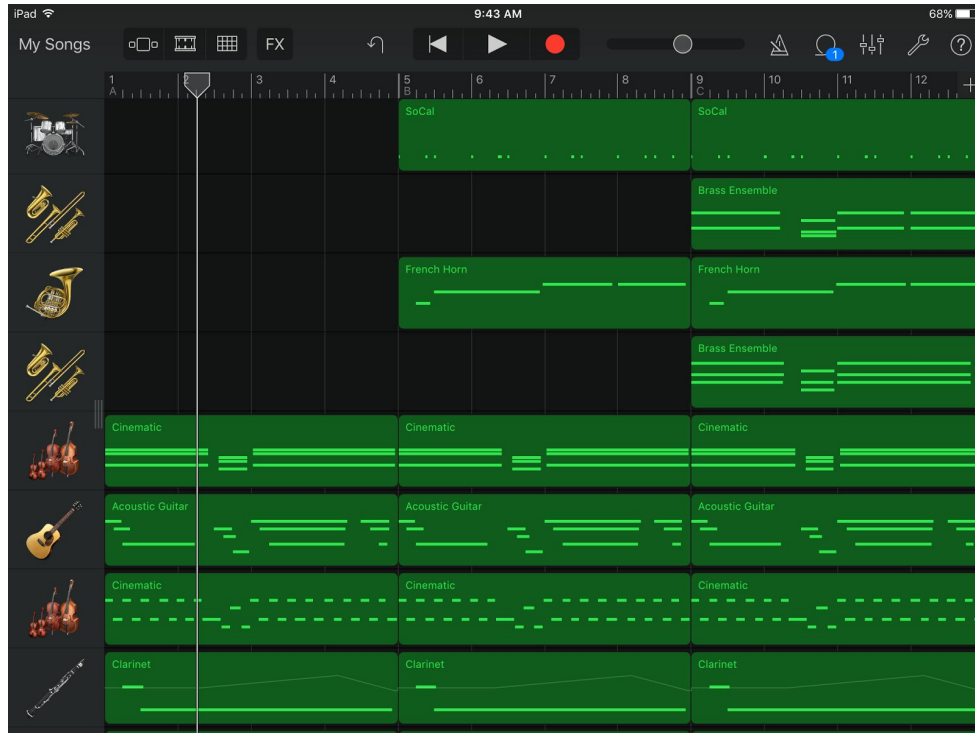 iPad 9:43 AM 68%
My Songs FX 1 ?
1 2 3 4 5 6 7 8 9 10 11 12 +
A B C
SoCal SoCal
Brass Ensemble
French Horn French Horn
Brass Ensemble
Cinematic Cinematic Cinematic
Acoustic Guitar Acoustic Guitar Acoustic Guitar
Cinematic Cinematic Cinematic
Clarinet Clarinet Clarinet